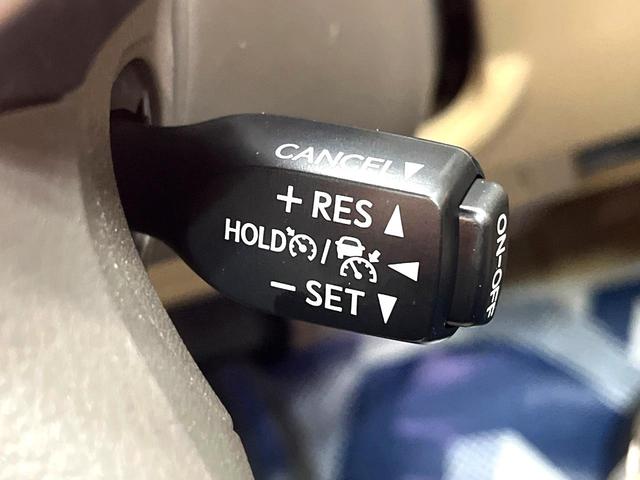 CANCEL▼
+ RES ▲
HOLD / ◀
− SET ▼
ON-OFF